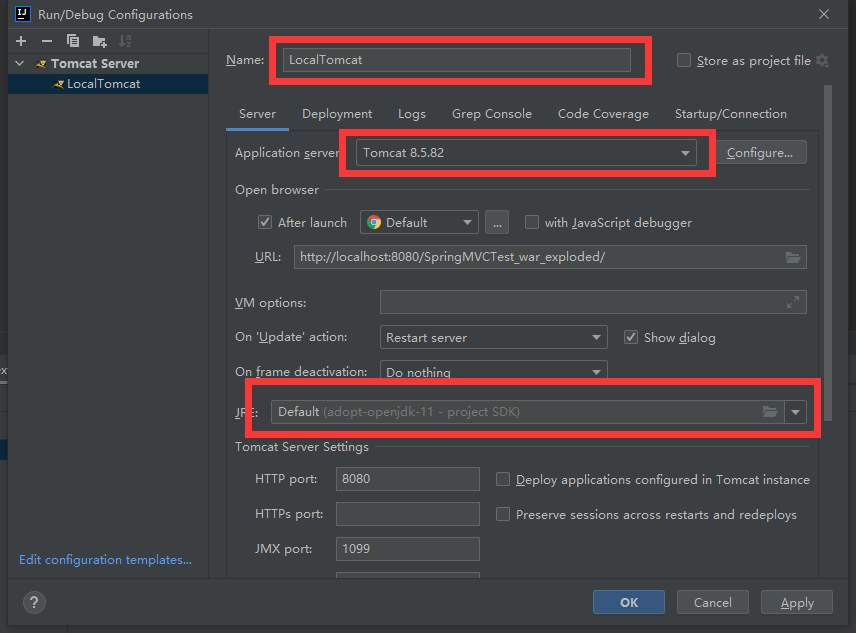 Run/Debug Configurations
Tomcat Server
LocalTomcat
Name: LocalTomcat Store as project file
Server Deployment Logs Grep Console Code Coverage Startup/Connection
Application server Tomcat 8.5.82 Configure...
Open browser
After launch Default ... with JavaScript debugger
URL: http://localhost:8080/SpringMVCTest_war_exploded/
VM options:
On 'Update' action: Restart server Show dialog
On frame deactivation: Do nothing
JRE: Default (adopt-openjdk-11 - project SDK)
Tomcat Server Settings
HTTP port: 8080 Deploy applications configured in Tomcat instance
HTTPs port: Preserve sessions across restarts and redeploys
JMX port: 1099
Edit configuration templates...
? OK Cancel Apply